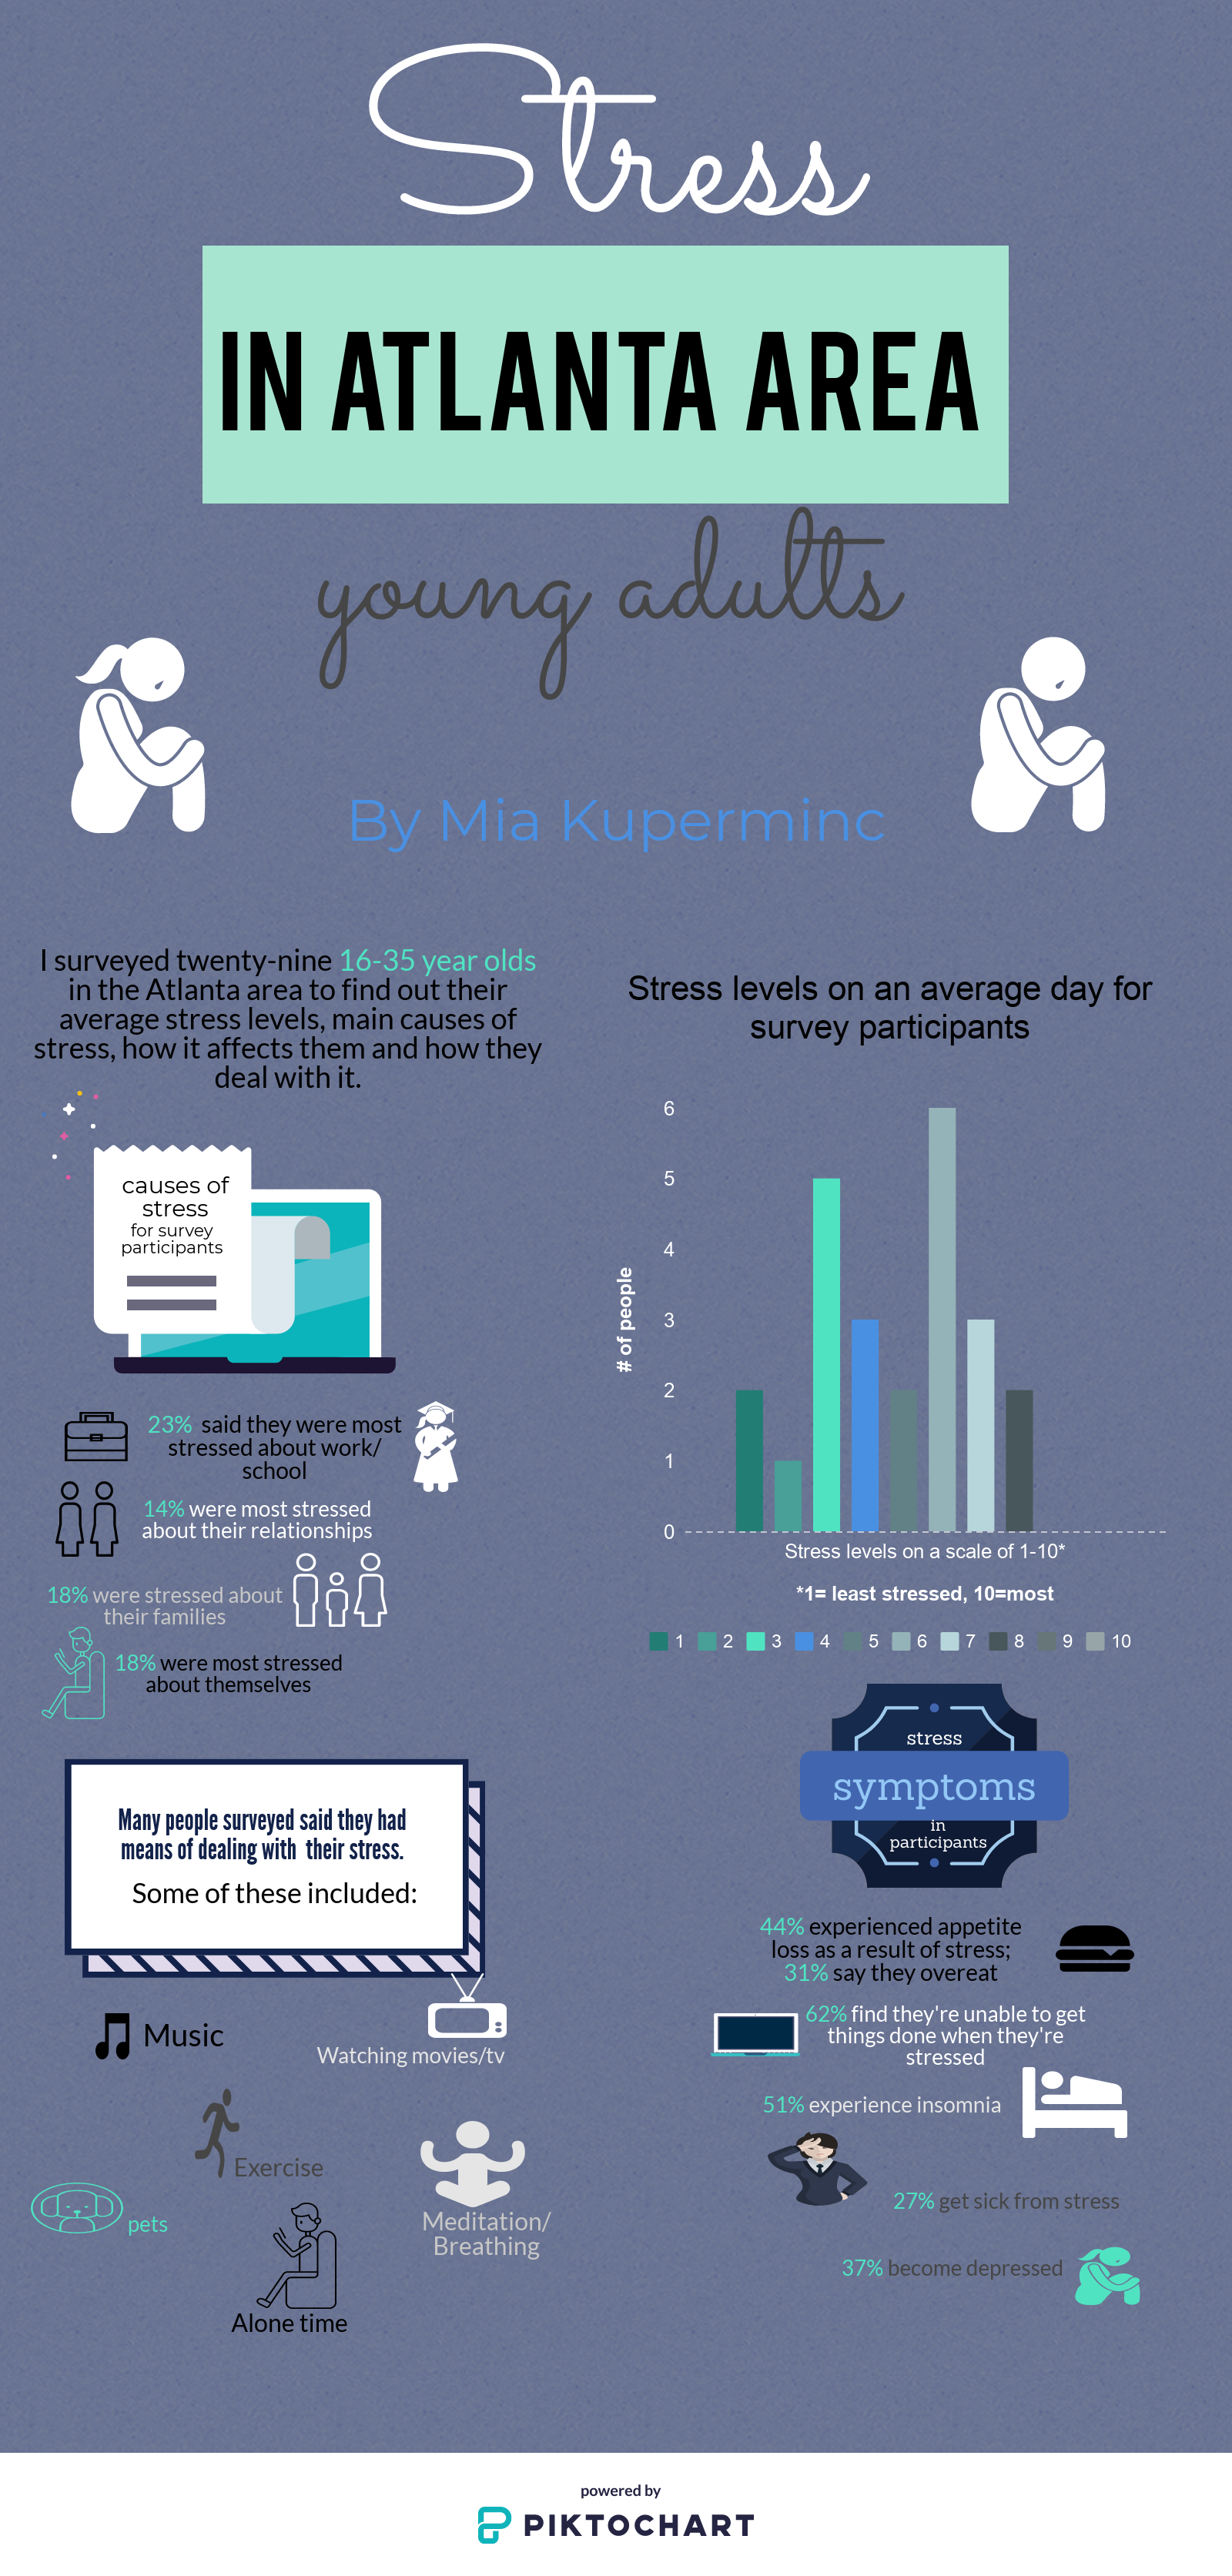 Stress
IN ATLANTA AREA
young adults
By Mia Kuperminc
I surveyed twenty-nine 16-35 year olds
in the Atlanta area to find out their
average stress levels, main causes of
stress, how it affects them and how they
deal with it.
causes of
stress
for survey
participants
23% said they were most
stressed about work/
school
14% were most stressed
about their relationships
18% were stressed about
their families
18% were most stressed
about themselves
Many people surveyed said they had
means of dealing with their stress.
Some of these included:
Music
Watching movies/tv
Exercise
Meditation/
Breathing
pets
Alone time
Stress levels on an average day for
survey participants
# of people
6
5
4
3
2
1
0
Stress levels on a scale of 1-10*
*1= least stressed, 10=most
1 2 3 4 5 6 7 8 9 10
stress
symptoms
in
participants
44% experienced appetite
loss as a result of stress;
31% say they overeat
62% find they're unable to get
things done when they're
stressed
51% experience insomnia
27% get sick from stress
37% become depressed
powered by
PIKTOCHART